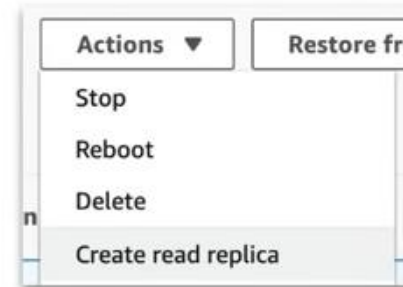 Actions ▼
Restore fr
Stop
Reboot
Delete
n
Create read replica